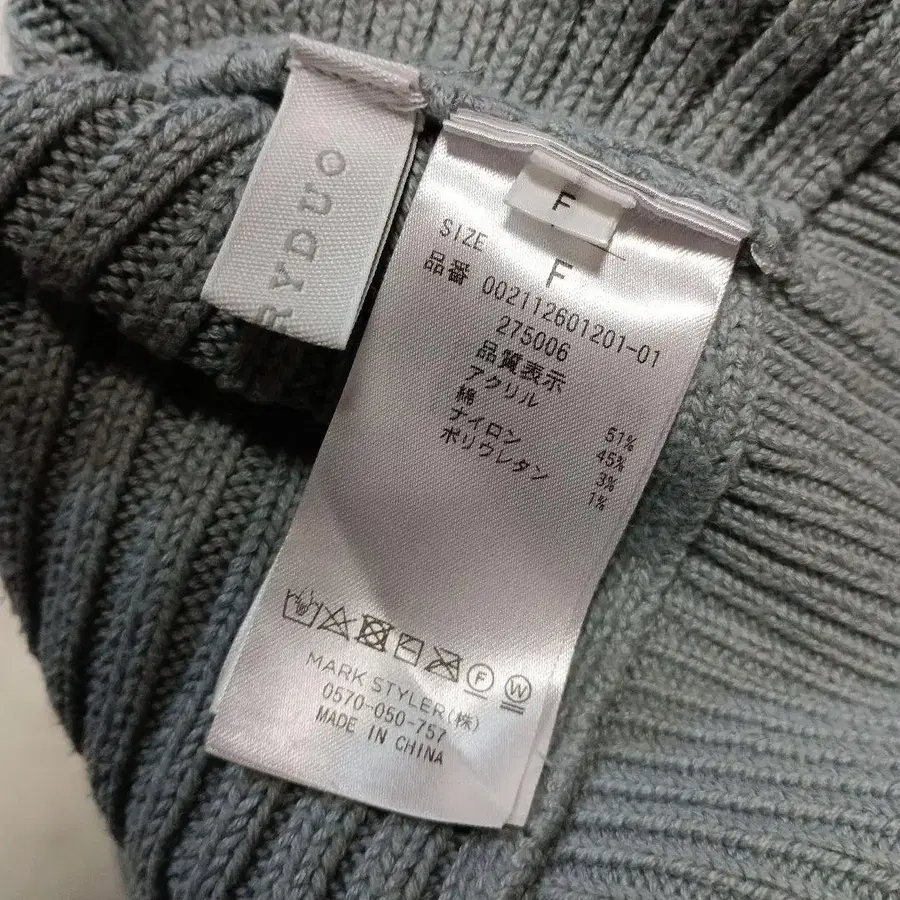 RYDUO
F
SIZE F
品番 002112601201-01
275006
品質表示
アクリル 51%
綿 45%
ナイロン 3%
ポリウレタン 1%
F
W
MARK STYLER(株)
0570-050-757
MADE IN CHINA